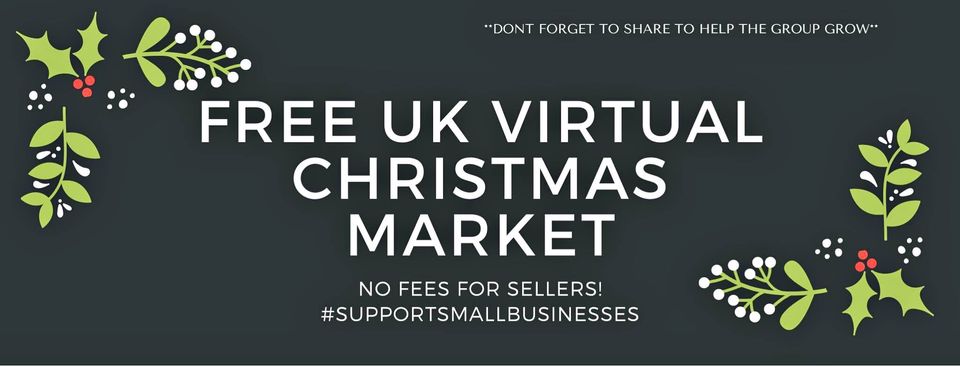 **DONT FORGET TO SHARE TO HELP THE GROUP GROW**
FREE UK VIRTUAL
CHRISTMAS
MARKET
NO FEES FOR SELLERS!
#SUPPORTSMALLBUSINESSES